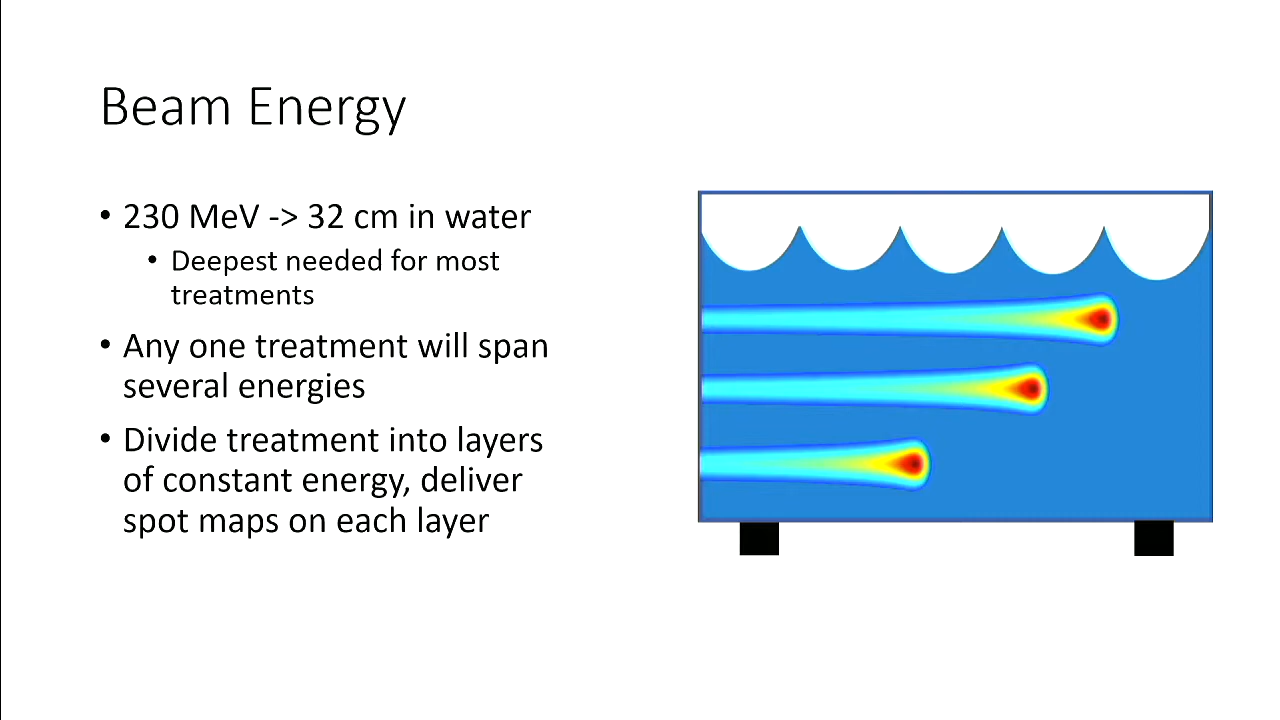 Beam Energy
• 230 MeV -> 32 cm in water
• Deepest needed for most
treatments
• Any one treatment will span
several energies
• Divide treatment into layers
of constant energy, deliver
spot maps on each layer